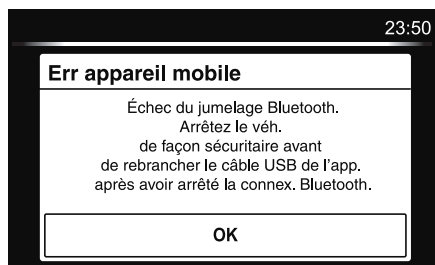 23:50
Err appareil mobile
Échec du jumelage Bluetooth.
Arrêtez le véh.
de façon sécuritaire avant
de rebrancher le câble USB de l'app.
après avoir arrêté la connex. Bluetooth.
OK